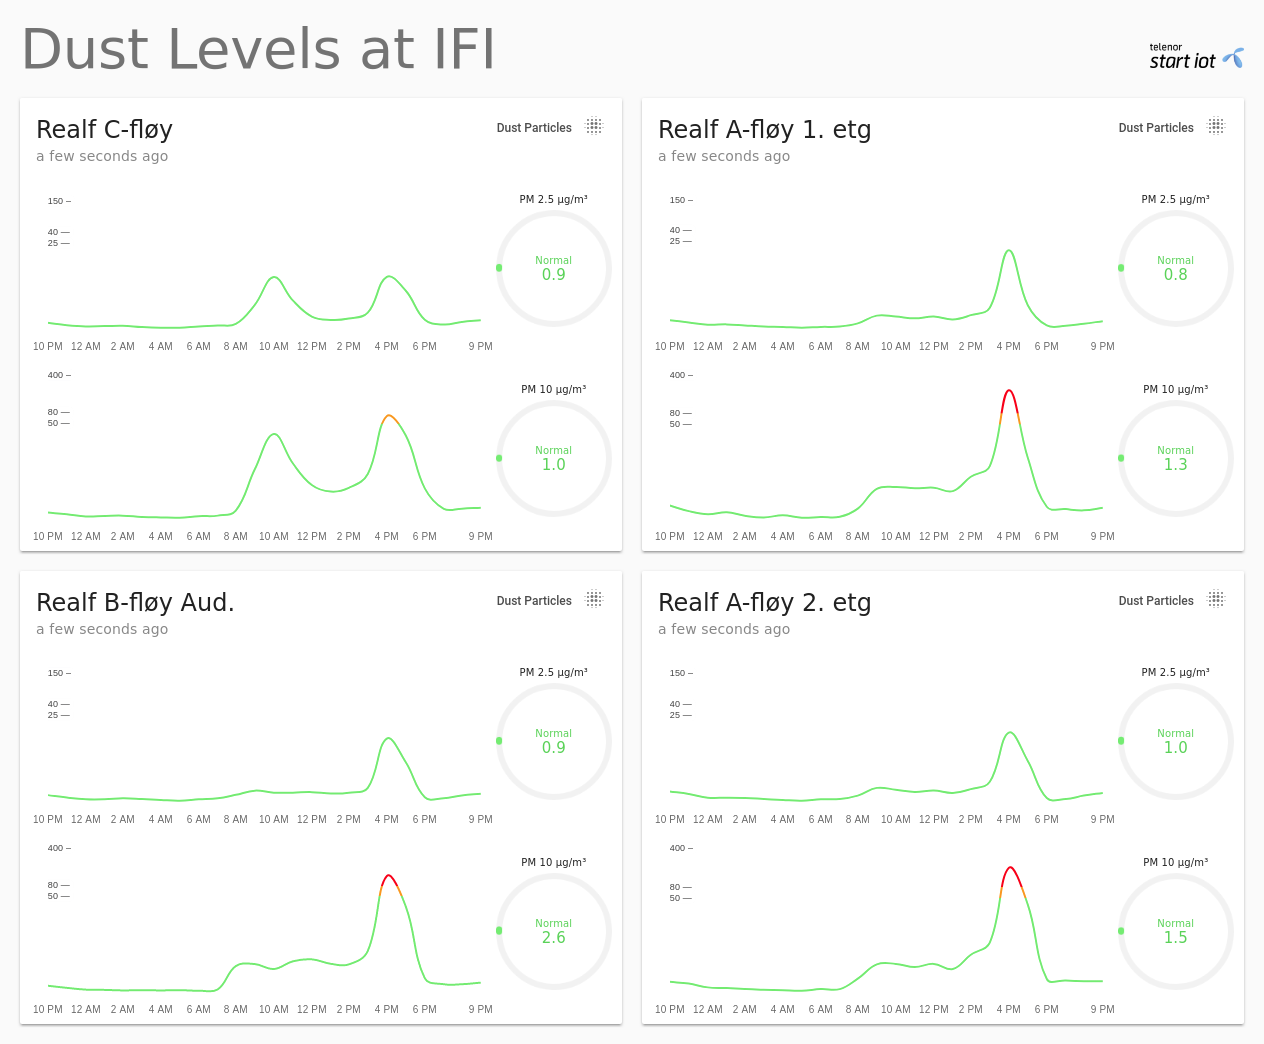 Dust Levels at IFI
telenor
start iot
Realf C-fløy
Dust Particles
a few seconds ago
PM 2.5 µg/m³
150
40
25
Normal
0.9
10 PM 12 AM 2 AM 4 AM 6 AM 8 AM 10 AM 12 PM 2 PM 4 PM 6 PM 9 PM
PM 10 µg/m³
400
80
50
Normal
1.0
10 PM 12 AM 2 AM 4 AM 6 AM 8 AM 10 AM 12 PM 2 PM 4 PM 6 PM 9 PM
Realf A-fløy 1. etg
Dust Particles
a few seconds ago
PM 2.5 µg/m³
150
40
25
Normal
0.8
10 PM 12 AM 2 AM 4 AM 6 AM 8 AM 10 AM 12 PM 2 PM 4 PM 6 PM 9 PM
PM 10 µg/m³
400
80
50
Normal
1.3
10 PM 12 AM 2 AM 4 AM 6 AM 8 AM 10 AM 12 PM 2 PM 4 PM 6 PM 9 PM
Realf B-fløy Aud.
Dust Particles
a few seconds ago
PM 2.5 µg/m³
150
40
25
Normal
0.9
10 PM 12 AM 2 AM 4 AM 6 AM 8 AM 10 AM 12 PM 2 PM 4 PM 6 PM 9 PM
PM 10 µg/m³
400
80
50
Normal
2.6
10 PM 12 AM 2 AM 4 AM 6 AM 8 AM 10 AM 12 PM 2 PM 4 PM 6 PM 9 PM
Realf A-fløy 2. etg
Dust Particles
a few seconds ago
PM 2.5 µg/m³
150
40
25
Normal
1.0
10 PM 12 AM 2 AM 4 AM 6 AM 8 AM 10 AM 12 PM 2 PM 4 PM 6 PM 9 PM
PM 10 µg/m³
400
80
50
Normal
1.5
10 PM 12 AM 2 AM 4 AM 6 AM 8 AM 10 AM 12 PM 2 PM 4 PM 6 PM 9 PM